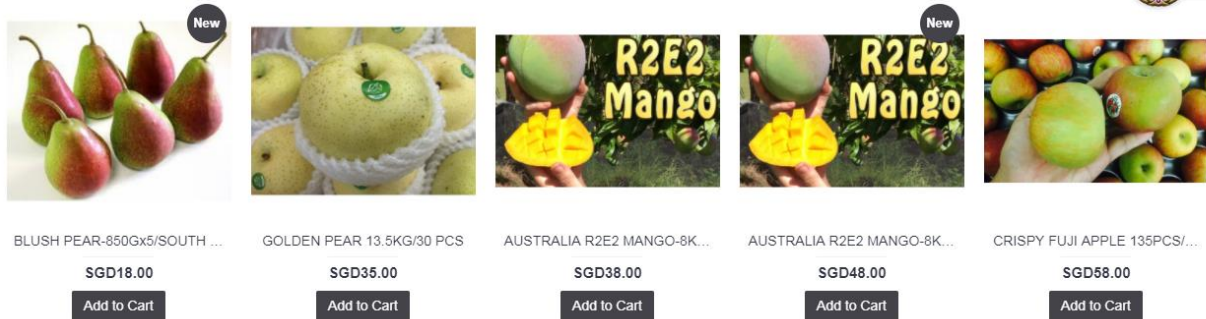 New
New
R2E2
Mango
R2E2
Mango
BLUSH PEAR-850Gx5/SOUTH ...
GOLDEN PEAR 13.5KG/30 PCS
AUSTRALIA R2E2 MANGO-8K...
AUSTRALIA R2E2 MANGO-8K...
CRISPY FUJI APPLE 135PCS/...
SGD18.00
SGD35.00
SGD38.00
SGD48.00
SGD58.00
Add to Cart
Add to Cart
Add to Cart
Add to Cart
Add to Cart